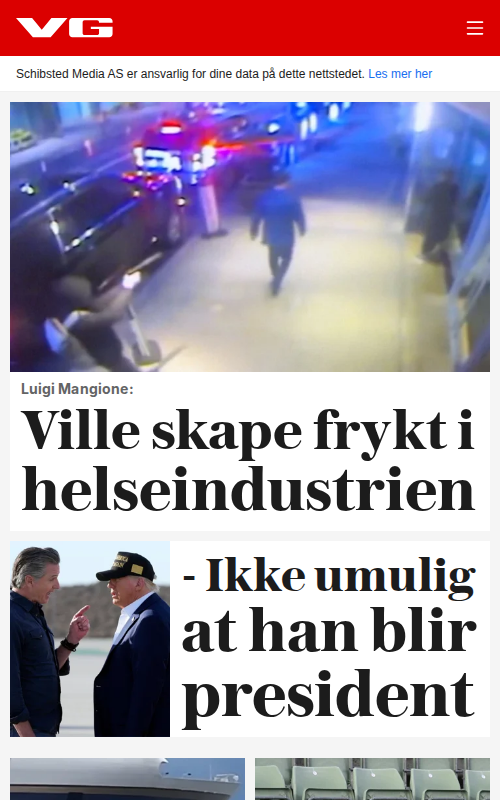 VG
Schibsted Media AS er ansvarlig for dine data på dette nettstedet. Les mer her
Luigi Mangione:
Ville skape frykt i
helseindustrien
- Ikke umulig
at han blir
president